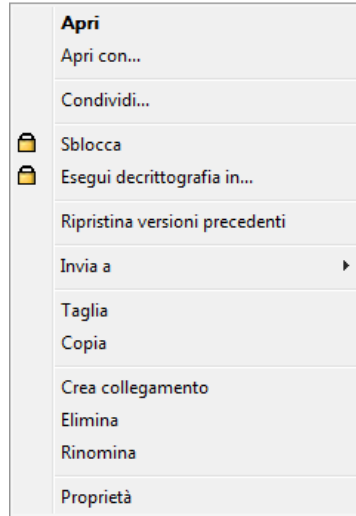 Apri
Apri con...
Condividi...
Sblocca
Esegui decrittografia in...
Ripristina versioni precedenti
Invia a
Taglia
Copia
Crea collegamento
Elimina
Rinomina
Proprietà